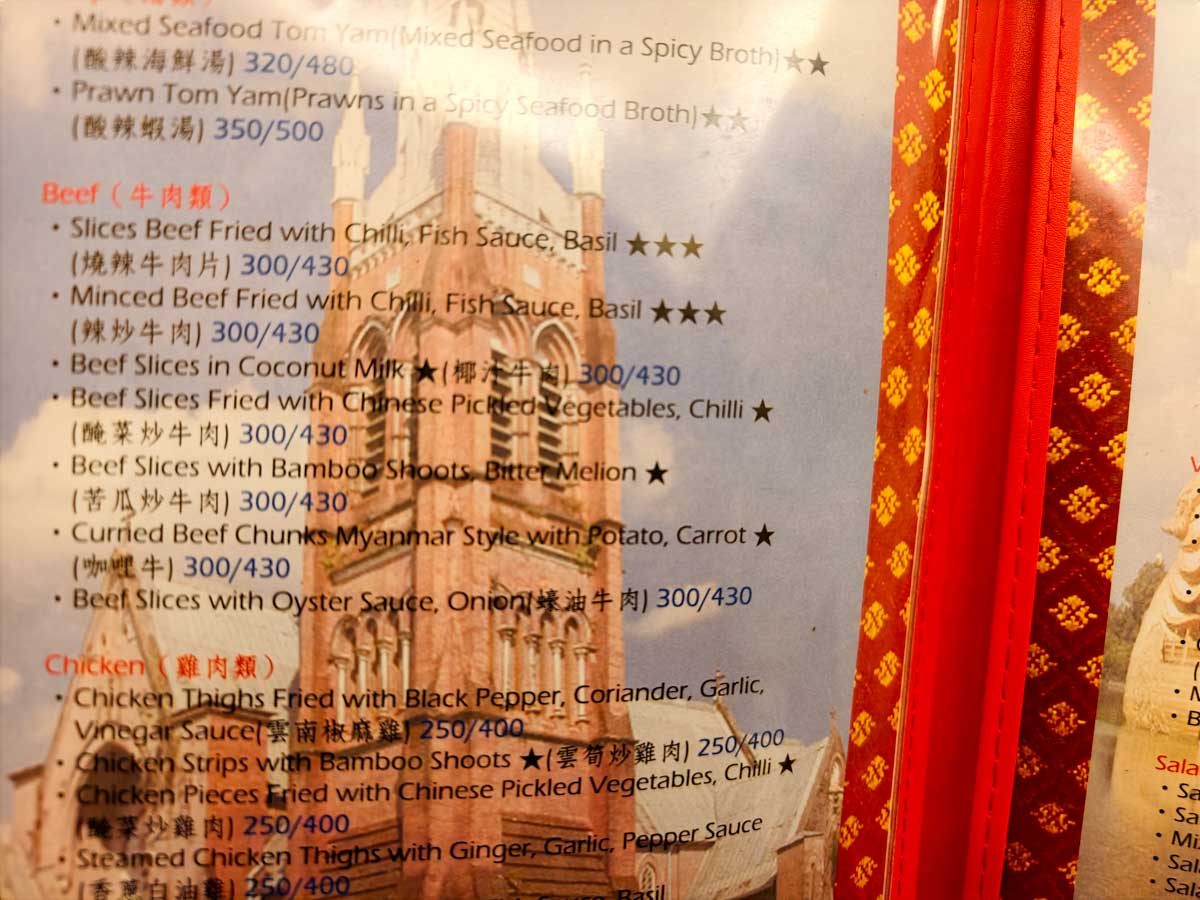 • Mixed Seafood Tom Yam(Mixed Seafood in a Spicy Broth)★★
(酸辣海鮮湯) 320/480
• Prawn Tom Yam(Prawns in a Spicy Seafood Broth)★★
(酸辣蝦湯) 350/500
Beef (牛肉類)
• Slices Beef Fried with Chilli, Fish Sauce, Basil ★★★
(燒辣牛肉片) 300/430
• Minced Beef Fried with Chilli, Fish Sauce, Basil ★★★
(辣炒牛肉) 300/430
• Beef Slices in Coconut Milk ★(椰汁牛肉) 300/430
• Beef Slices Fried with Chinese Pickled Vegetables, Chilli ★
(醃菜炒牛肉) 300/430
• Beef Slices with Bamboo Shoots, Bitter Melion ★
(苦瓜炒牛肉) 300/430
• Curried Beef Chunks Myanmar Style with Potato, Carrot ★
(咖哩牛) 300/430
• Beef Slices with Oyster Sauce, Onion(蠔油牛肉) 300/430
Chicken (雞肉類)
• Chicken Thighs Fried with Black Pepper, Coriander, Garlic,
Vinegar Sauce(雲南椒麻雞) 250/400
• Chicken Strips with Bamboo Shoots ★(雲筍炒雞肉) 250/400
• Chicken Pieces Fried with Chinese Pickled Vegetables, Chilli ★
(醃菜炒雞肉) 250/400
• Steamed Chicken Thighs with Ginger, Garlic, Pepper Sauce
(香蔥白油雞) 250/400
Sauce, Basil